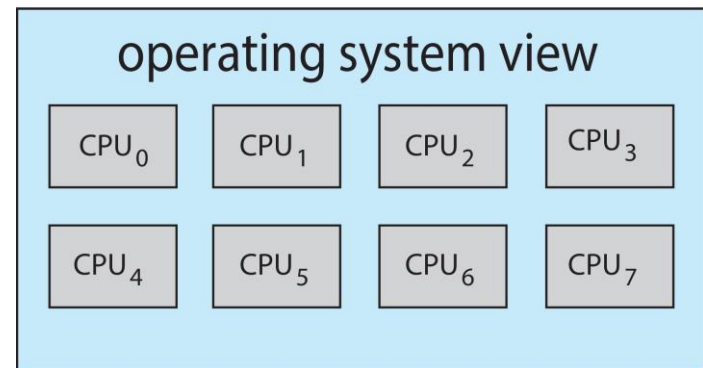 operating system view
CPU₀ CPU₁ CPU₂ CPU₃
CPU₄ CPU₅ CPU₆ CPU₇